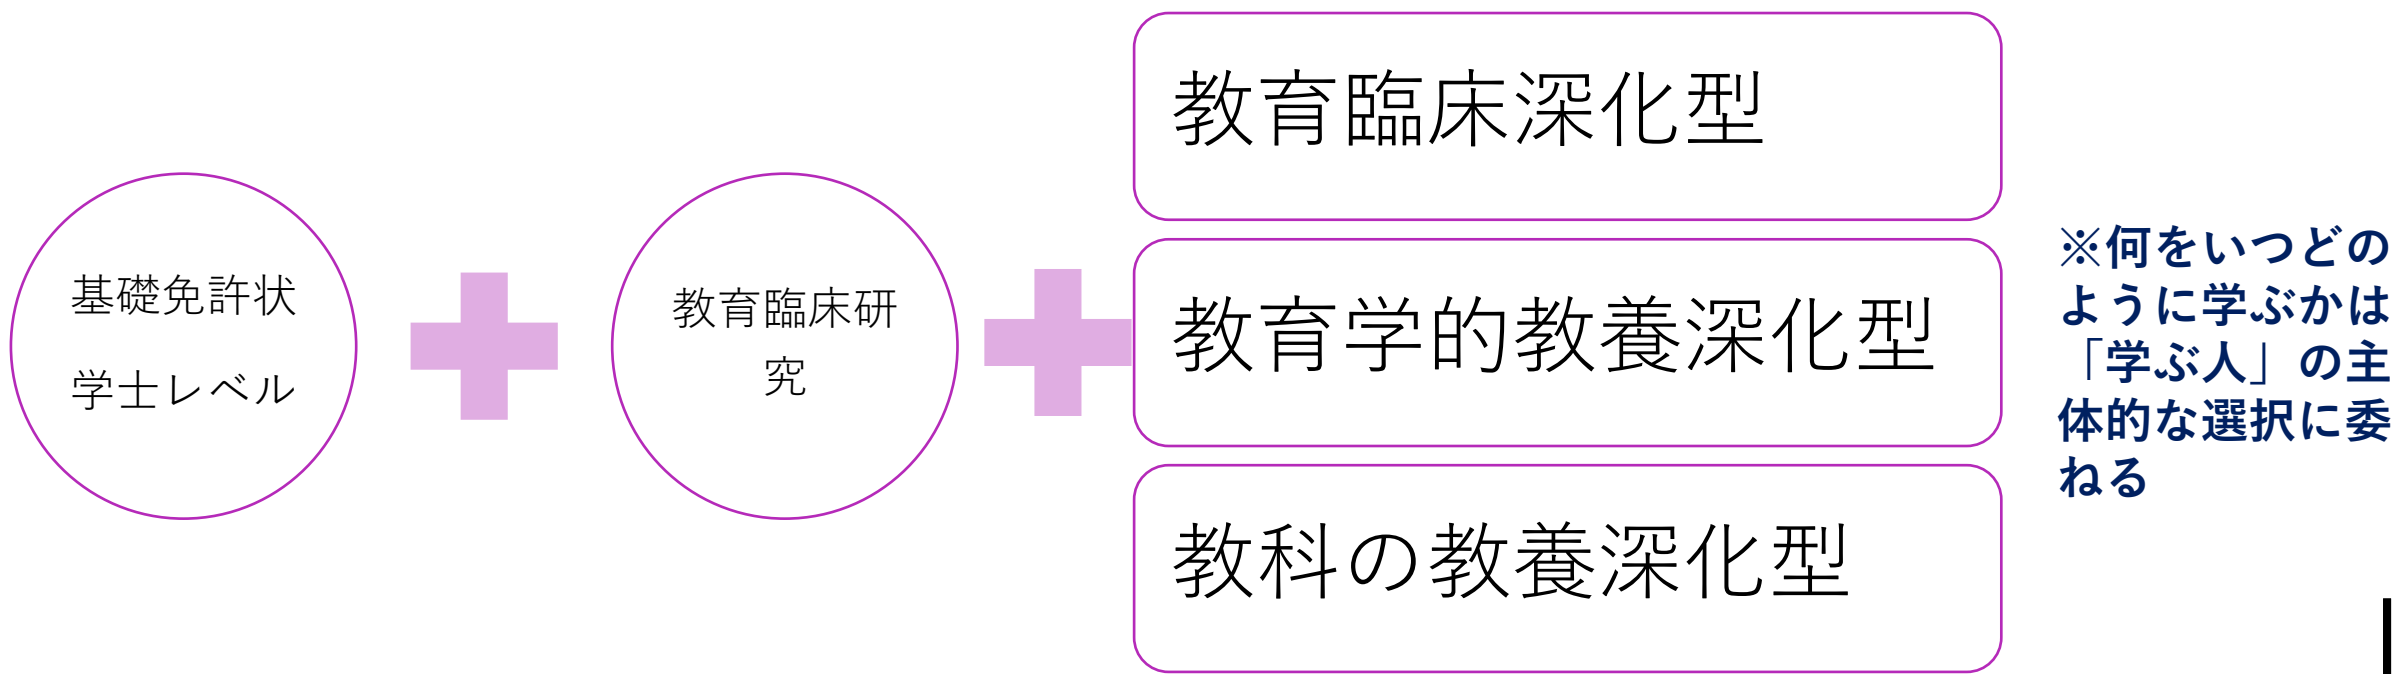 基礎免許状
学士レベル
教育臨床研
究
教育臨床深化型
教育学的教養深化型
教科の教養深化型
※何をいつどの
ように学ぶかは
「学ぶ人」の主
体的な選択に委
ねる